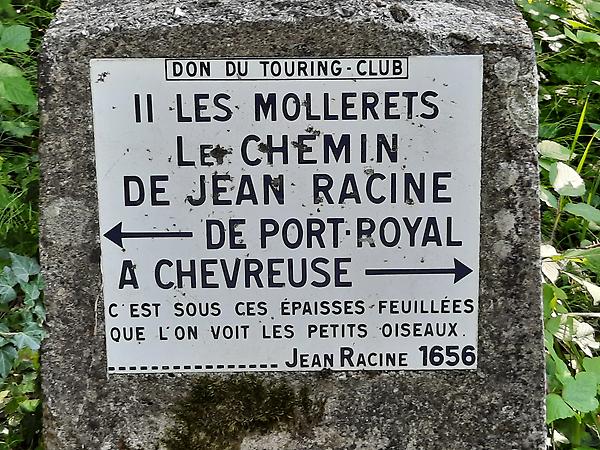 DON DU TOURING-CLUB
II LES MOLLERETS
LE CHEMIN
DE JEAN RACINE
← DE PORT-ROYAL
A CHEVREUSE →
C'EST SOUS CES ÉPAISSES FEUILLÉES
QUE L'ON VOIT LES PETITS OISEAUX.
JEAN RACINE 1656